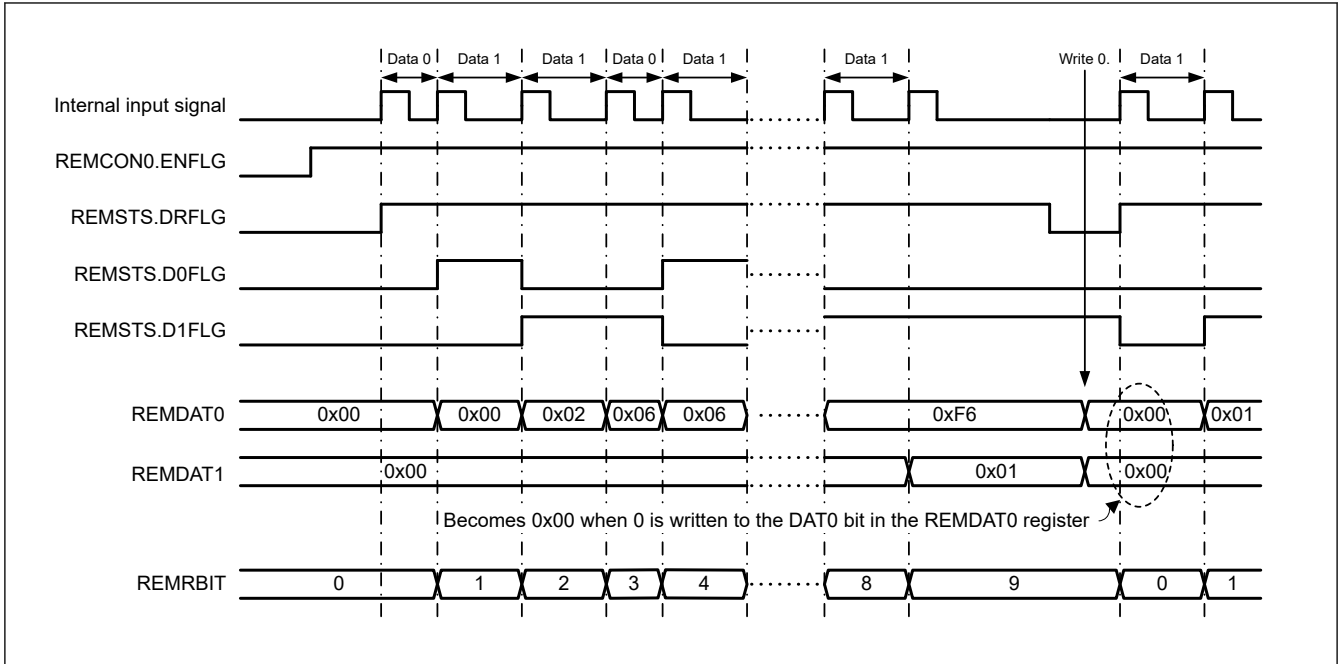 Data 0 Data 1 Data 1 Data 0 Data 1 Data 1 Write 0. Data 1
Internal input signal
REMCON0.ENFLG
REMSTS.DRFLG
REMSTS.D0FLG
REMSTS.D1FLG
REMDAT0 0x00 0x00 0x02 0x06 0x06 0xF6 0x00 0x01
REMDAT1 0x00 0x01 0x00
Becomes 0x00 when 0 is written to the DAT0 bit in the REMDAT0 register
REMRBIT 0 1 2 3 4 8 9 0 1